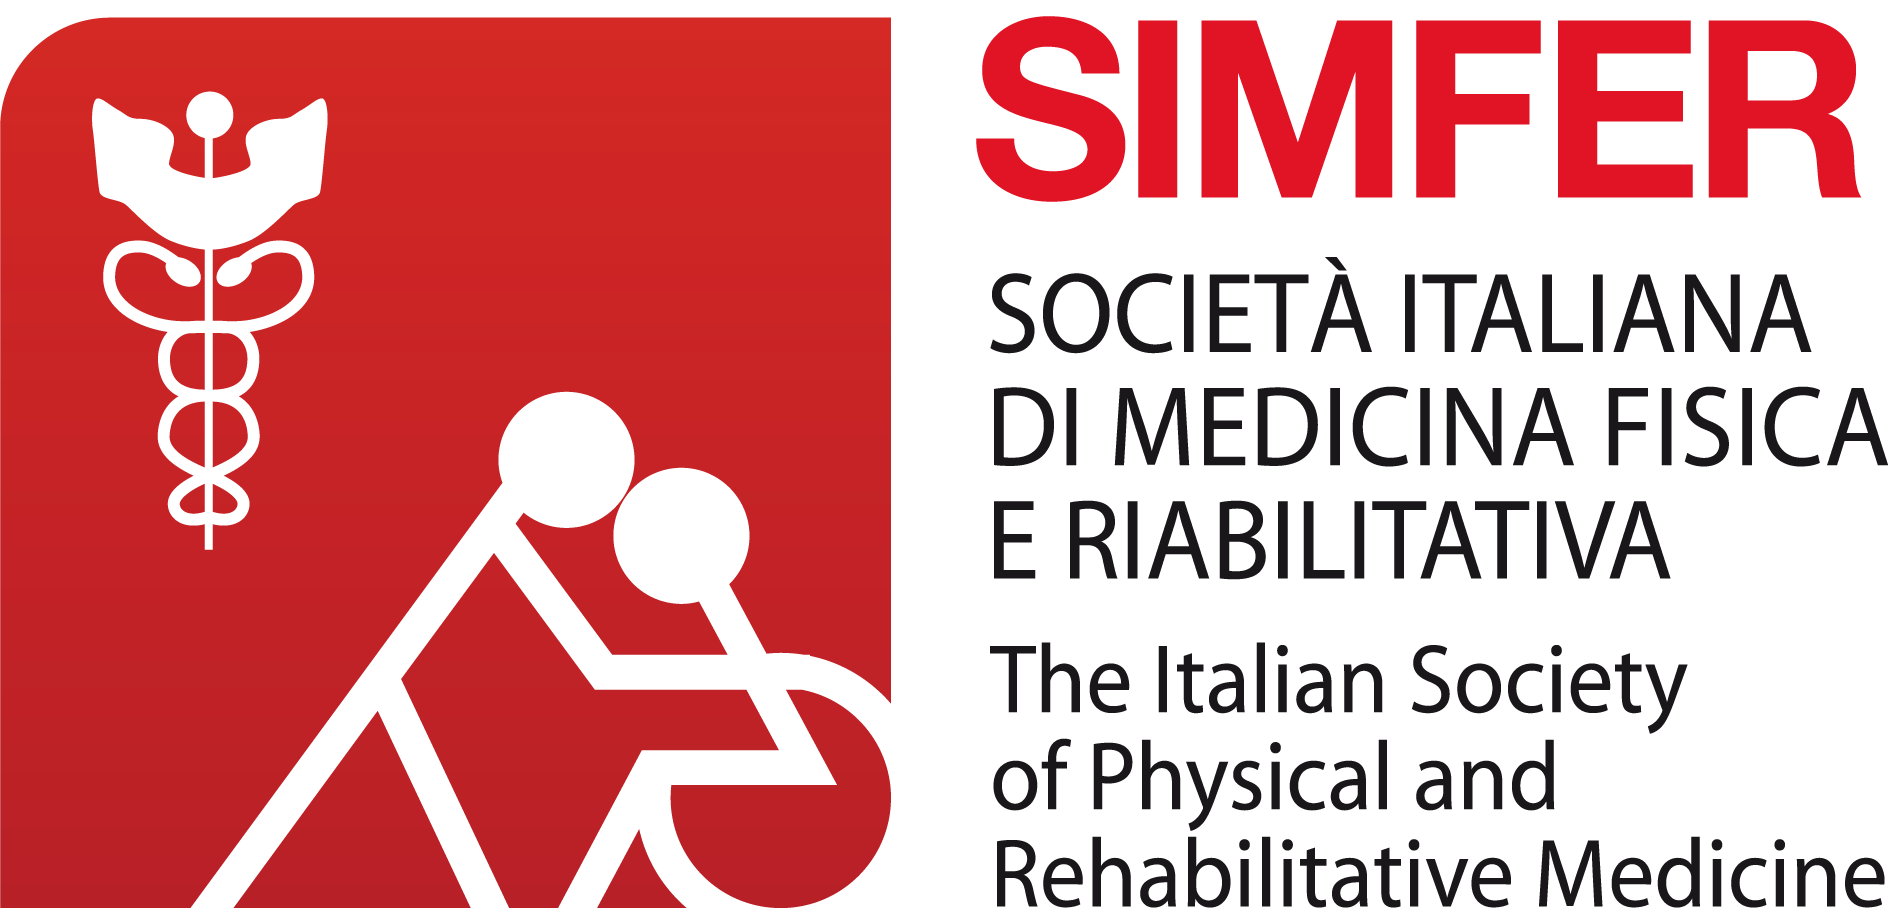 SIMFER
SOCIETÀ ITALIANA
DI MEDICINA FISICA
E RIABILITATIVA
The Italian Society
of Physical and
Rehabilitative Medicine